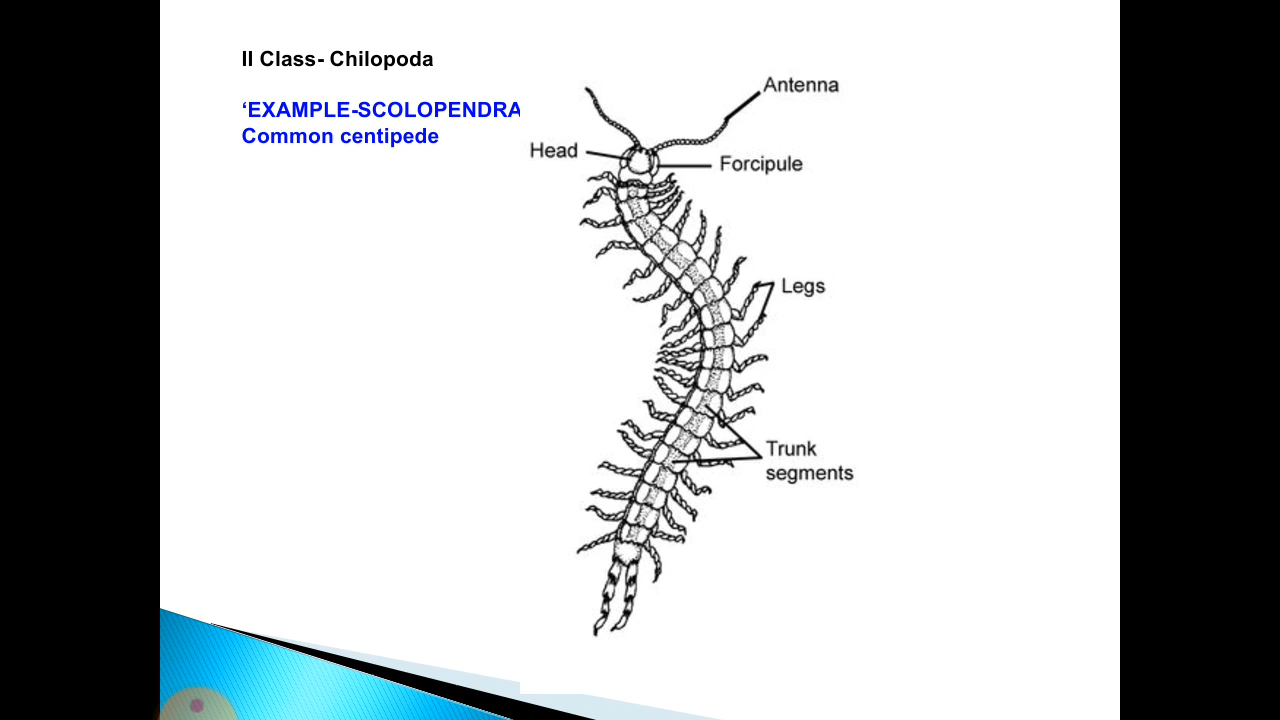 II Class- Chilopoda
‘EXAMPLE-SCOLOPENDRA
Common centipede
Antenna
Head
Forcipule
Legs
Trunk
segments